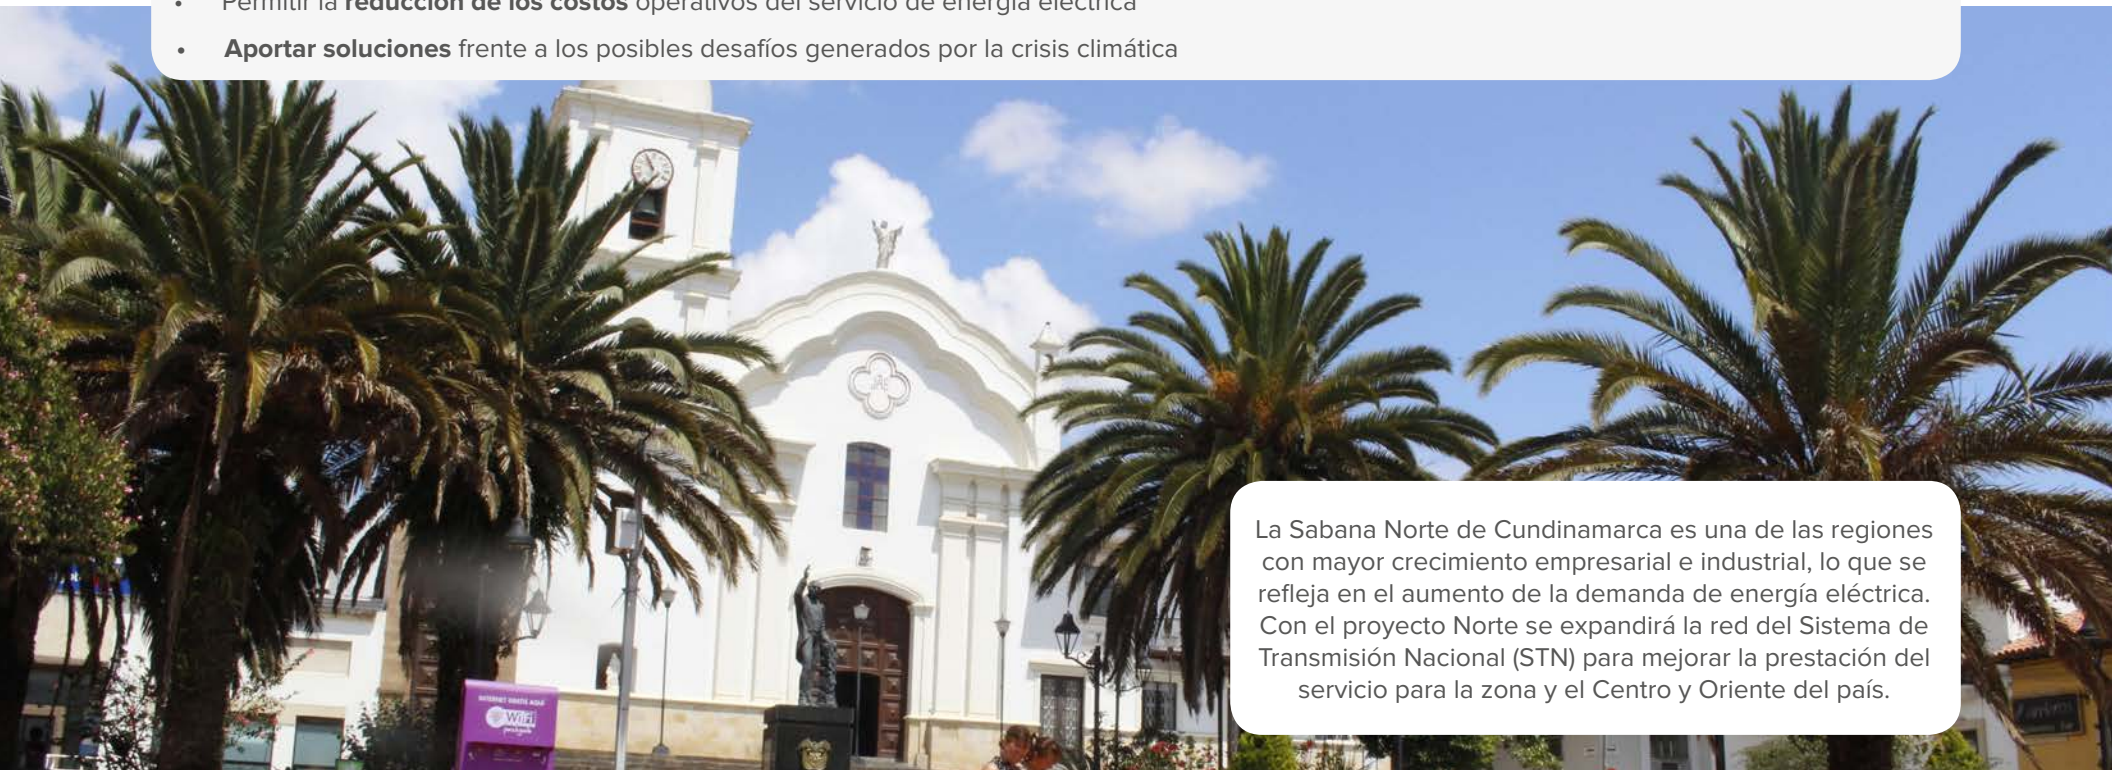 • Permitir la reducción de los costos operativos del servicio de energía eléctrica
• Aportar soluciones frente a los posibles desafíos generados por la crisis climática
La Sabana Norte de Cundinamarca es una de las regiones
con mayor crecimiento empresarial e industrial, lo que se
refleja en el aumento de la demanda de energía eléctrica.
Con el proyecto Norte se expandirá la red del Sistema de
Transmisión Nacional (STN) para mejorar la prestación del
servicio para la zona y el Centro y Oriente del país.
INTERNET GRATIS AQUÍ
WiFi